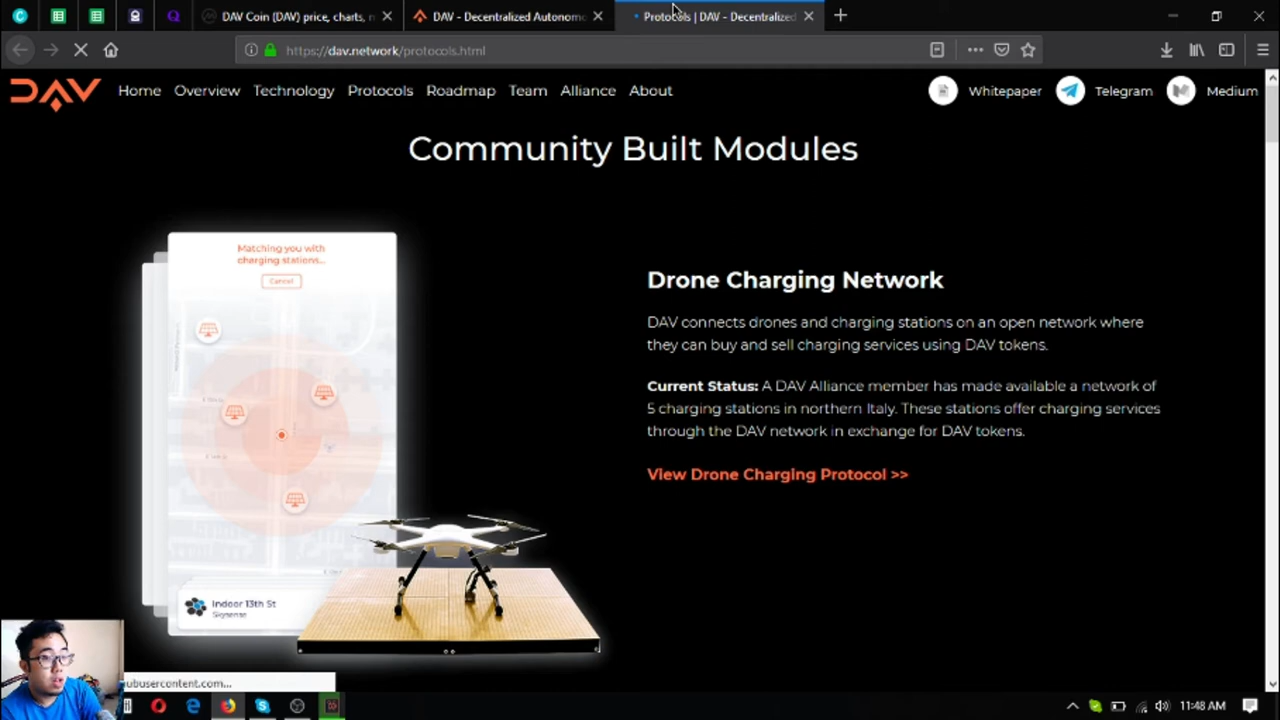 DAV Coin (DAV) price, charts, m
DAV - Decentralized Autonom
Protocols | DAV - Decentralized
https://dav.network/protocols.html
DAV Home Overview Technology Protocols Roadmap Team Alliance About Whitepaper Telegram Medium
Community Built Modules
Matching you with
charging stations...
Cancel
Drone Charging Network
DAV connects drones and charging stations on an open network where
they can buy and sell charging services using DAV tokens.
Current Status: A DAV Alliance member has made available a network of
5 charging stations in northern Italy. These stations offer charging services
through the DAV network in exchange for DAV tokens.
View Drone Charging Protocol >>
Indoor 13th St
Skysense
ubusercontent.com...
11:48 AM